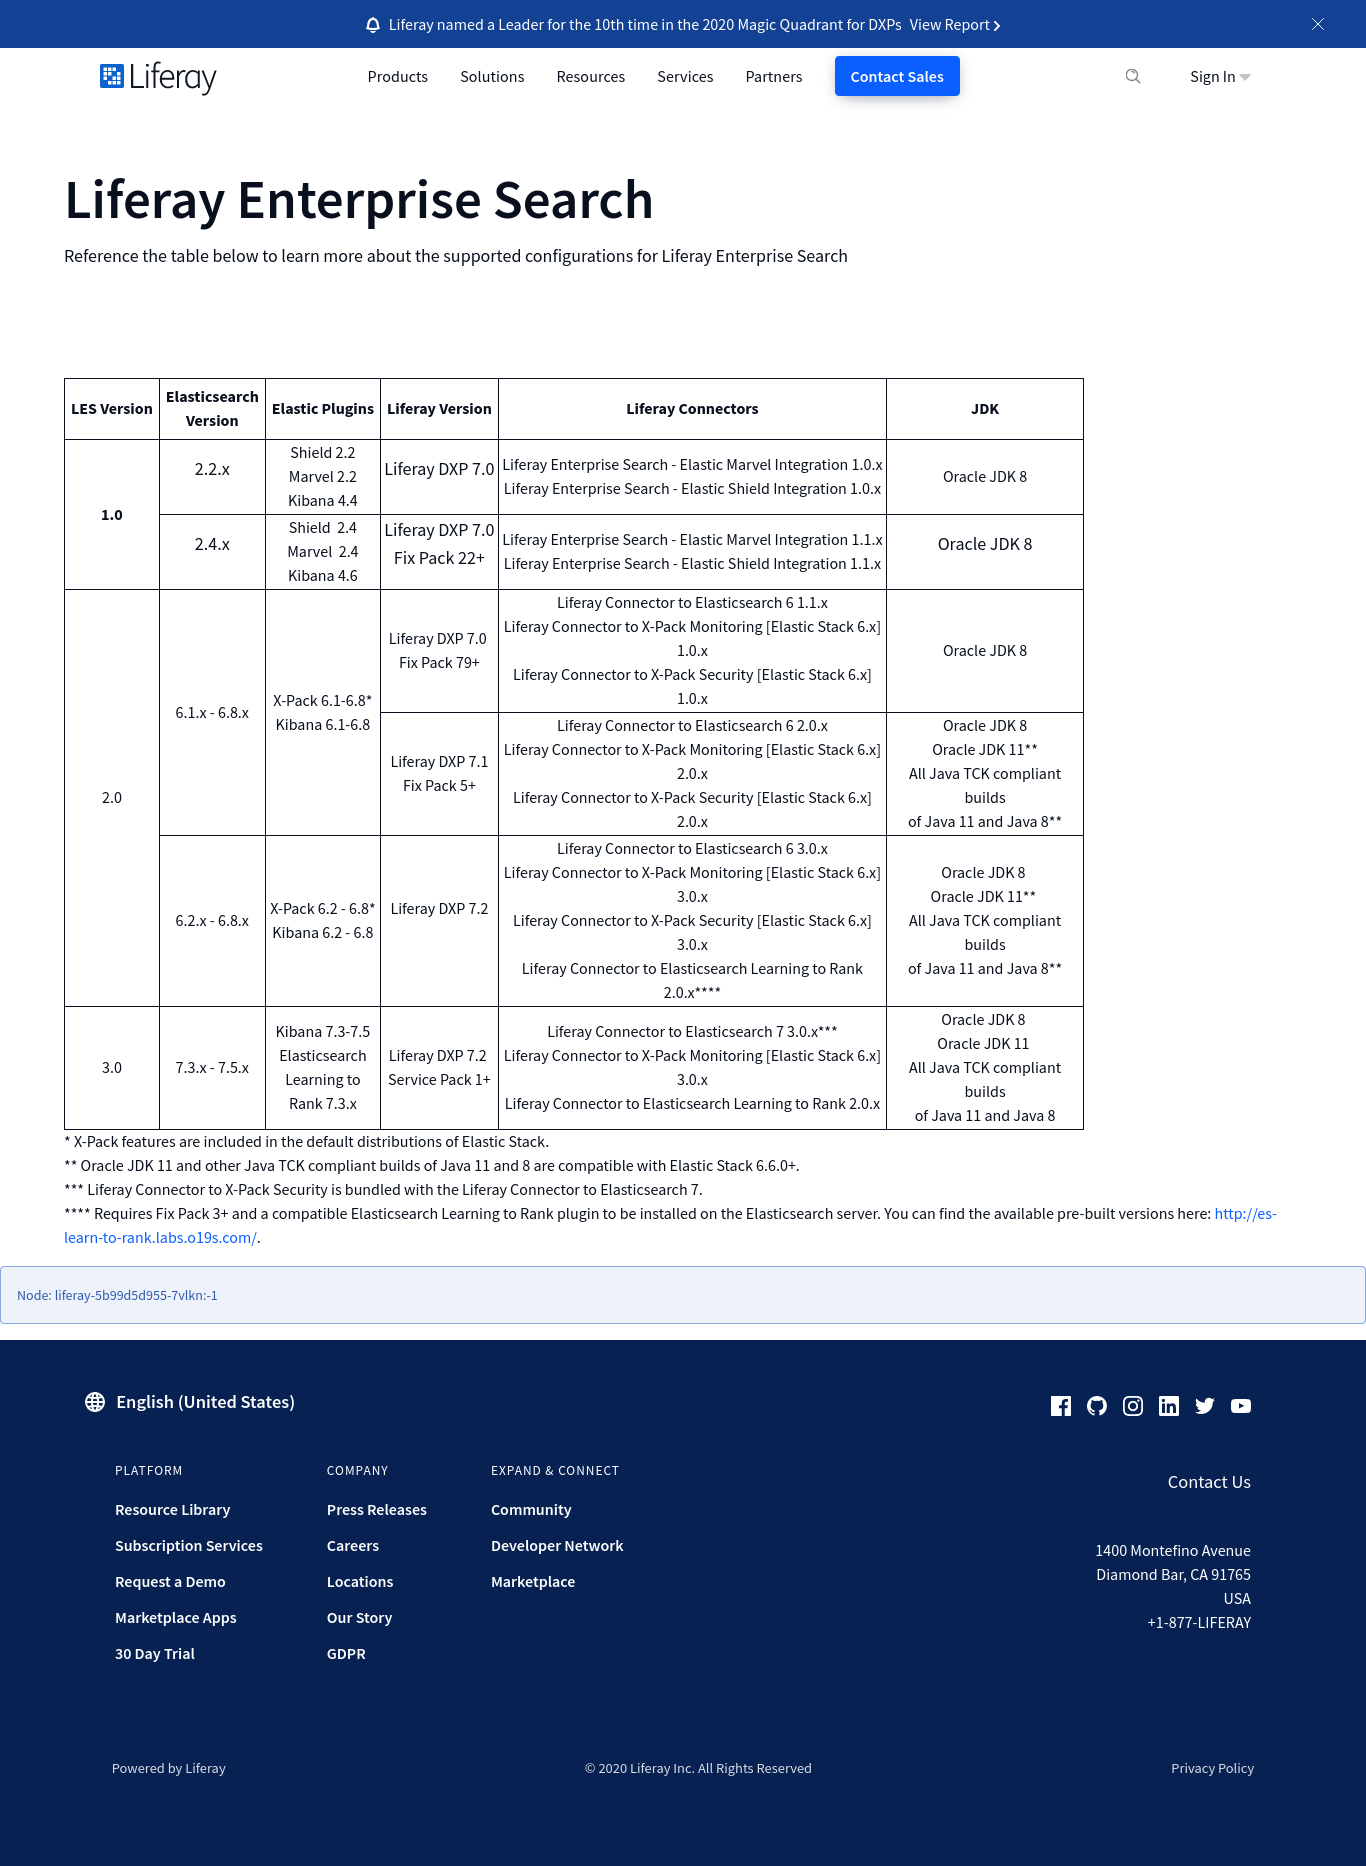 Liferay named a Leader for the 10th time in the 2020 Magic Quadrant for DXPs View Report
Liferay
Products Solutions Resources Services Partners Contact Sales Sign In
Liferay Enterprise Search
Reference the table below to learn more about the supported configurations for Liferay Enterprise Search
LES Version
Elasticsearch
Version
Elastic Plugins
Liferay Version
Liferay Connectors
JDK
1.0
2.2.x
Shield 2.2
Marvel 2.2
Kibana 4.4
Liferay DXP 7.0
Liferay Enterprise Search - Elastic Marvel Integration 1.0.x
Liferay Enterprise Search - Elastic Shield Integration 1.0.x
Oracle JDK 8
2.4.x
Shield 2.4
Marvel 2.4
Kibana 4.6
Liferay DXP 7.0
Fix Pack 22+
Liferay Enterprise Search - Elastic Marvel Integration 1.1.x
Liferay Enterprise Search - Elastic Shield Integration 1.1.x
Oracle JDK 8
2.0
6.1.x - 6.8.x
X-Pack 6.1-6.8*
Kibana 6.1-6.8
Liferay DXP 7.0
Fix Pack 79+
Liferay Connector to Elasticsearch 6 1.1.x
Liferay Connector to X-Pack Monitoring [Elastic Stack 6.x]
1.0.x
Liferay Connector to X-Pack Security [Elastic Stack 6.x]
1.0.x
Oracle JDK 8
Liferay DXP 7.1
Fix Pack 5+
Liferay Connector to Elasticsearch 6 2.0.x
Liferay Connector to X-Pack Monitoring [Elastic Stack 6.x]
2.0.x
Liferay Connector to X-Pack Security [Elastic Stack 6.x]
2.0.x
Oracle JDK 8
Oracle JDK 11**
All Java TCK compliant
builds
of Java 11 and Java 8**
6.2.x - 6.8.x
X-Pack 6.2 - 6.8*
Kibana 6.2 - 6.8
Liferay DXP 7.2
Liferay Connector to Elasticsearch 6 3.0.x
Liferay Connector to X-Pack Monitoring [Elastic Stack 6.x]
3.0.x
Liferay Connector to X-Pack Security [Elastic Stack 6.x]
3.0.x
Liferay Connector to Elasticsearch Learning to Rank
2.0.x****
Oracle JDK 8
Oracle JDK 11**
All Java TCK compliant
builds
of Java 11 and Java 8**
3.0
7.3.x - 7.5.x
Kibana 7.3-7.5
Elasticsearch
Learning to
Rank 7.3.x
Liferay DXP 7.2
Service Pack 1+
Liferay Connector to Elasticsearch 7 3.0.x***
Liferay Connector to X-Pack Monitoring [Elastic Stack 6.x]
3.0.x
Liferay Connector to Elasticsearch Learning to Rank 2.0.x
Oracle JDK 8
Oracle JDK 11
All Java TCK compliant
builds
of Java 11 and Java 8
* X-Pack features are included in the default distributions of Elastic Stack.
** Oracle JDK 11 and other Java TCK compliant builds of Java 11 and 8 are compatible with Elastic Stack 6.6.0+.
*** Liferay Connector to X-Pack Security is bundled with the Liferay Connector to Elasticsearch 7.
**** Requires Fix Pack 3+ and a compatible Elasticsearch Learning to Rank plugin to be installed on the Elasticsearch server. You can find the available pre-built versions here: http://es-
learn-to-rank.labs.o19s.com/.
Node: liferay-5b99d5d955-7vlkn:-1
English (United States)
PLATFORM
Resource Library
Subscription Services
Request a Demo
Marketplace Apps
30 Day Trial
COMPANY
Press Releases
Careers
Locations
Our Story
GDPR
EXPAND & CONNECT
Community
Developer Network
Marketplace
Contact Us
1400 Montefino Avenue
Diamond Bar, CA 91765
USA
+1-877-LIFERAY
Powered by Liferay
© 2020 Liferay Inc. All Rights Reserved
Privacy Policy